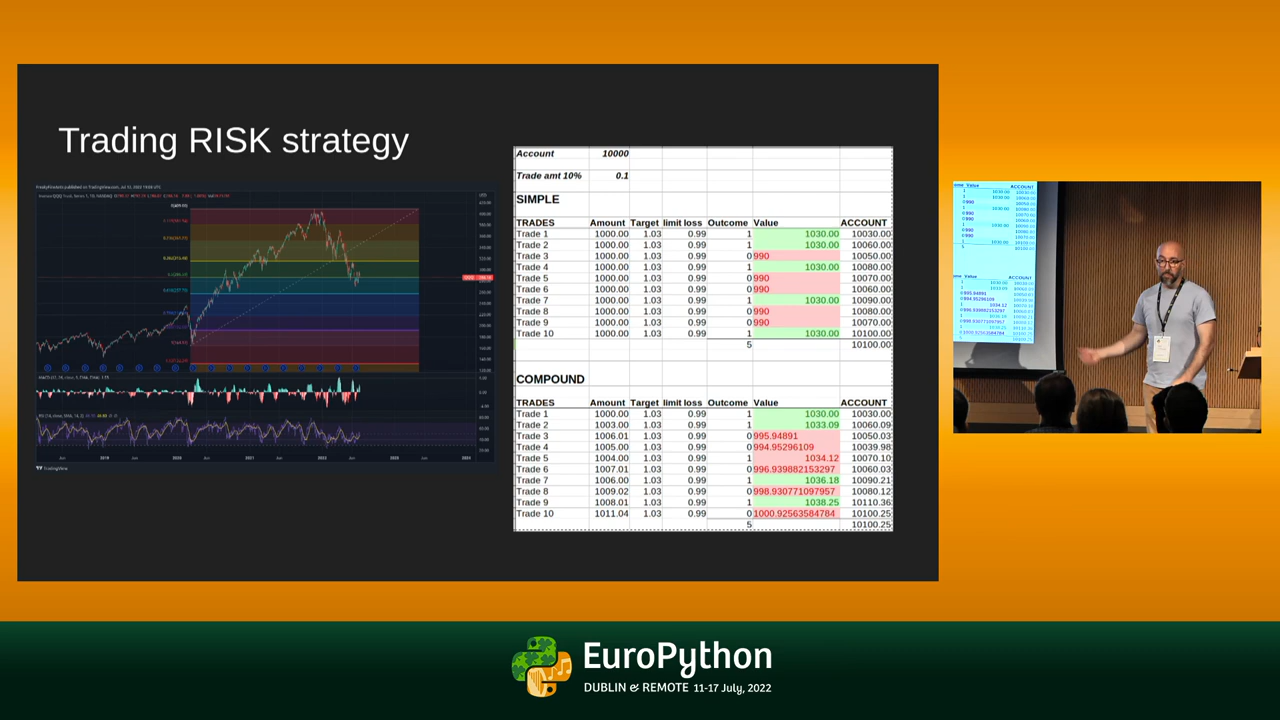 Trading RISK strategy
Account 10000
Trade amt 10% 0.1
SIMPLE
TRADES Amount Target limit loss Outcome Value ACCOUNT
Trade 1 1000.00 1.03 0.99 1 1030.00 10030.00
Trade 2 1000.00 1.03 0.99 1 1030.00 10060.00
Trade 3 1000.00 1.03 0.99 0 990 10050.00
Trade 4 1000.00 1.03 0.99 1 1030.00 10080.00
Trade 5 1000.00 1.03 0.99 0 990 10070.00
Trade 6 1000.00 1.03 0.99 0 990 10060.00
Trade 7 1000.00 1.03 0.99 1 1030.00 10090.00
Trade 8 1000.00 1.03 0.99 0 990 10080.00
Trade 9 1000.00 1.03 0.99 0 990 10070.00
Trade 10 1000.00 1.03 0.99 1 1030.00 10100.00
5 10100.00
COMPOUND
TRADES Amount Target limit loss Outcome Value ACCOUNT
Trade 1 1000.00 1.03 0.99 1 1030.00 10030.00
Trade 2 1003.00 1.03 0.99 1 1033.09 10060.09
Trade 3 1006.01 1.03 0.99 0 995.94891 10050.03
Trade 4 1005.00 1.03 0.99 0 994.95296109 10039.98
Trade 5 1004.00 1.03 0.99 1 1034.12 10070.10
Trade 6 1007.01 1.03 0.99 0 996.939882153297 10060.03
Trade 7 1006.00 1.03 0.99 1 1036.18 10090.21
Trade 8 1009.02 1.03 0.99 0 998.930771097957 10080.12
Trade 9 1008.01 1.03 0.99 1 1038.25 10110.36
Trade 10 1011.04 1.03 0.99 0 1000.92563584784 10100.25
5 10100.25
TradingView
EuroPython
DUBLIN & REMOTE 11-17 July, 2022